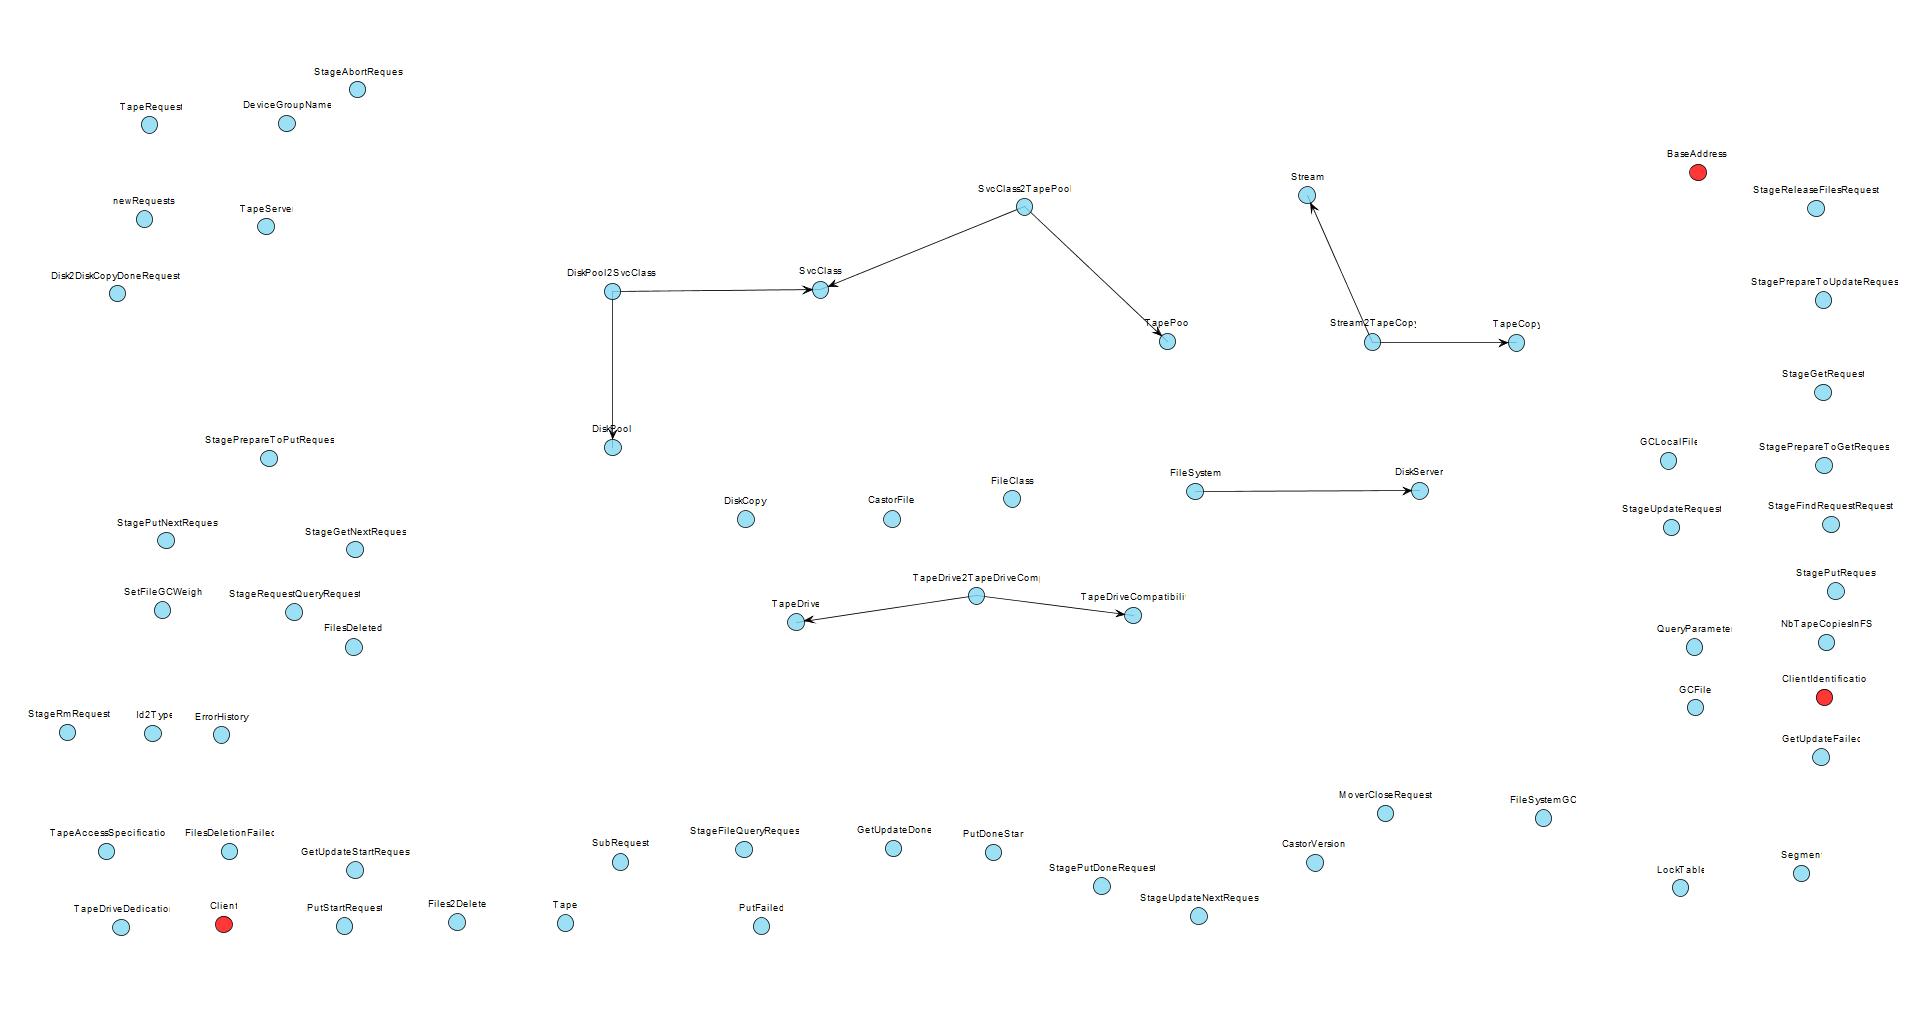 StageAbortReques
TapeRequest
DeviceGroupName
BaseAddress
Stream
SvcClass2TapePool
StageReleaseFilesRequest
newRequests
TapeServer
DiskPool2SvcClass
SvcClass
Disk2DiskCopyDoneRequest
StagePrepareToUpdateReques
TapePoo
Stream2TapeCopy
TapeCopy
StageGetRequest
DiskPool
StagePrepareToPutReques
GCLocalFile
StagePrepareToGetReques
FileSystem
DiskServer
FileClass
DiskCopy
CastorFile
StageUpdateRequest
StageFindRequestRequest
StagePutNextReques
StageGetNextReques
StagePutReques
TapeDrive2TapeDriveComp
SetFileGCWeigh
StageRequestQueryRequest
TapeDrive
TapeDriveCompatibili
FilesDeleted
QueryParameter
NbTapeCopiesInFS
ClientIdentificatio
GCFile
StageRmRequest
Id2Type
ErrorHistory
GetUpdateFailed
MoverCloseRequest
FileSystemGC
TapeAccessSpecificatio
FilesDeletionFailed
StageFileQueryReques
GetUpdateDone
PutDoneStar
SubRequest
CastorVersion
GetUpdateStartReques
StagePutDoneRequest
LockTable
Segment
StageUpdateNextReques
TapeDriveDedication
Client
PutStartRequest
Files2Delete
Tape
PutFailed